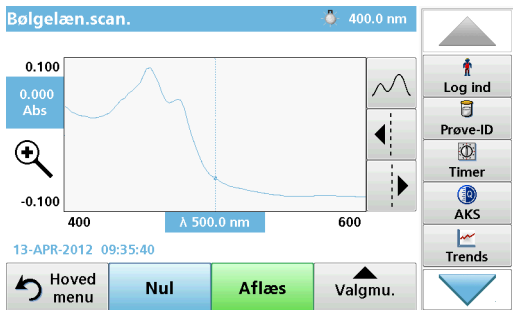 Bølgelæn.scan.
400.0 nm
0.100
0.000
Abs
-0.100
400
λ 500.0 nm
600
13-APR-2012 09:35:40
Hoved
menu
Nul
Aflæs
Valgmu.
Log ind
Prøve-ID
Timer
AKS
Trends